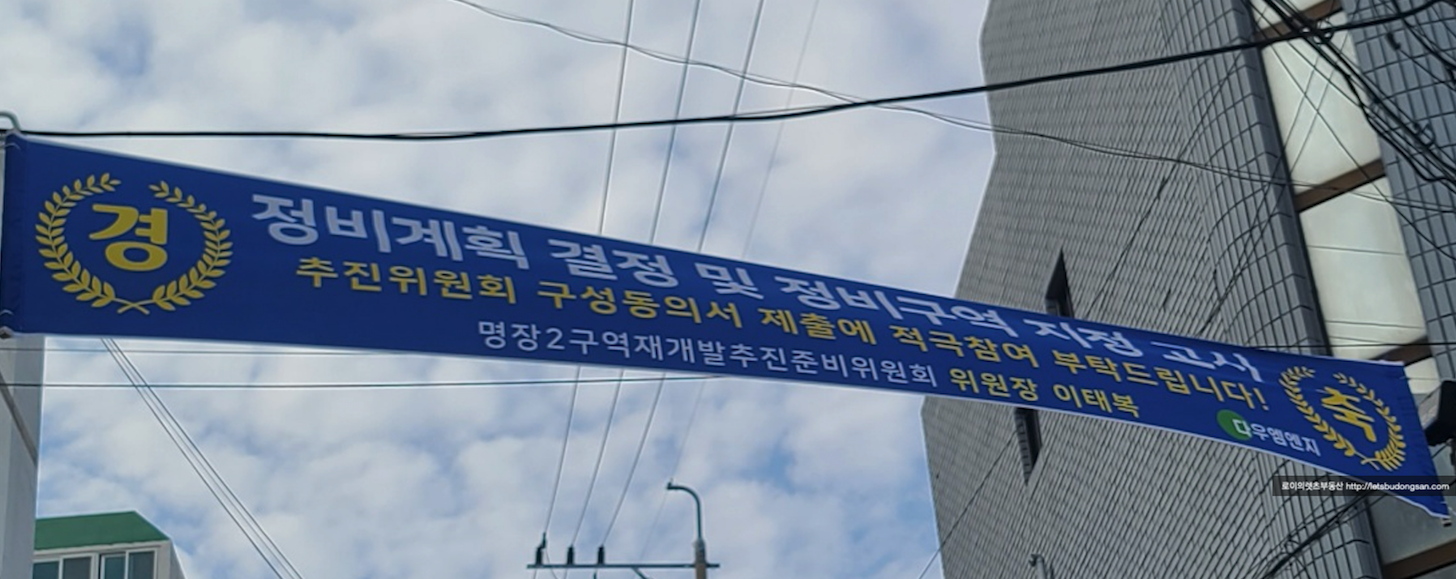 경
정비계획 결정 및 정비구역 지정 고시
추진위원회 구성동의서 제출에 적극참여 부탁드립니다!
명장2구역재개발추진준비위원회 위원장 이태복
다우엠엔지
축
로이의렛츠부동산 http://letsbudongsan.com